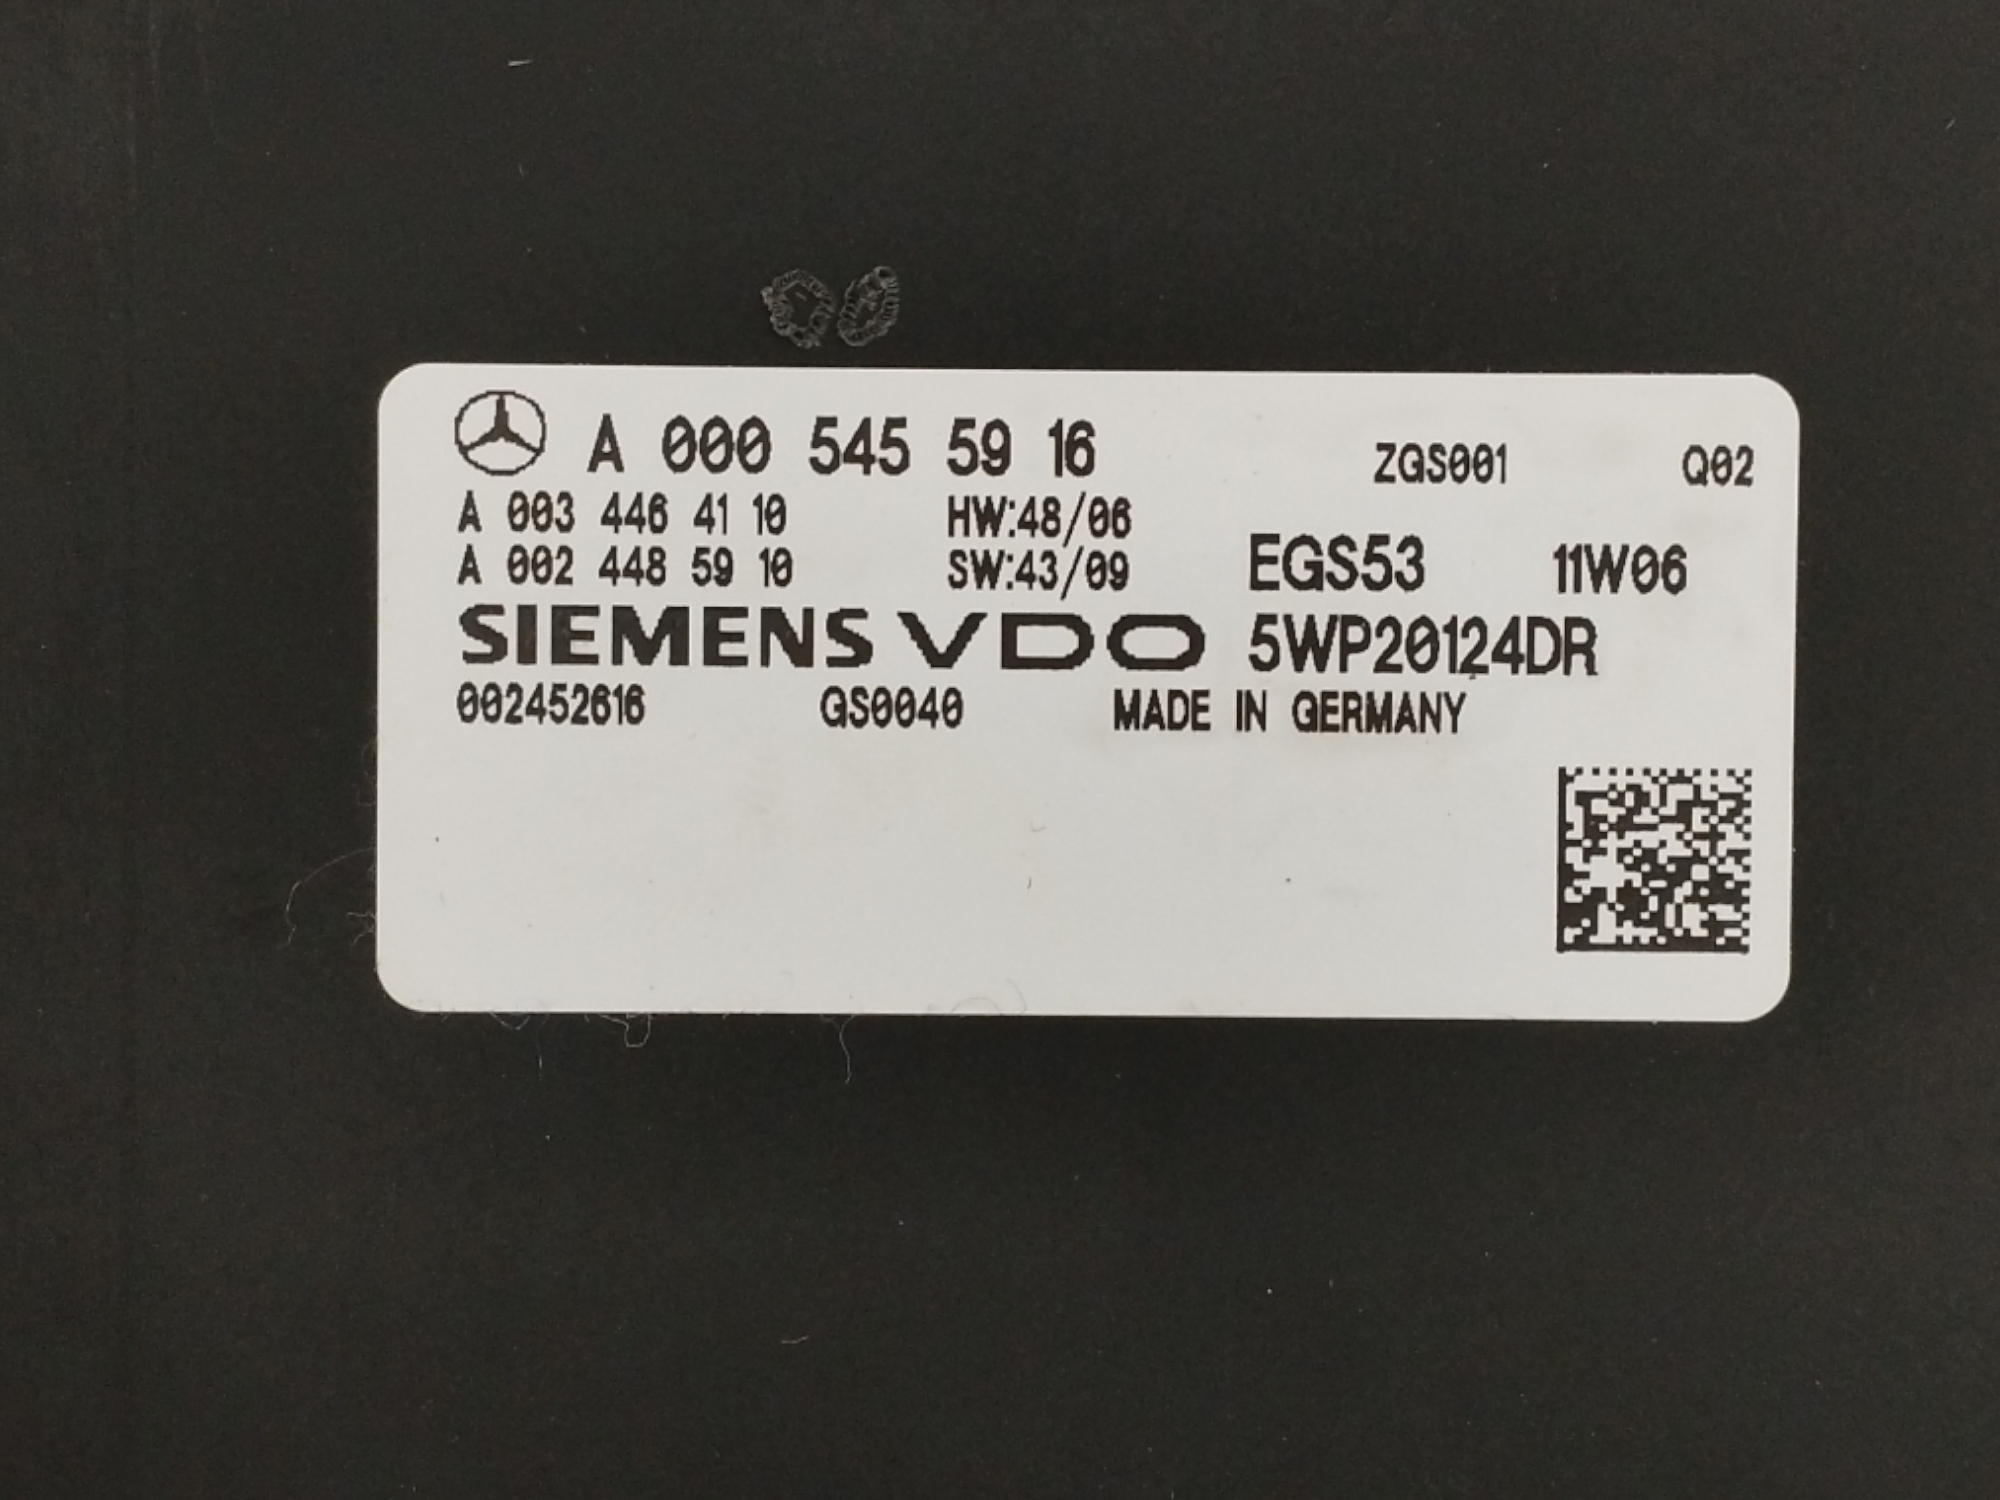 A 000 545 59 16 ZGS001 Q02
A 003 446 41 10 HW:48/06
A 002 448 59 10 SW:43/09 EGS53 11W06
SIEMENS VDO 5WP20124DR
002452616 GS0040 MADE IN GERMANY